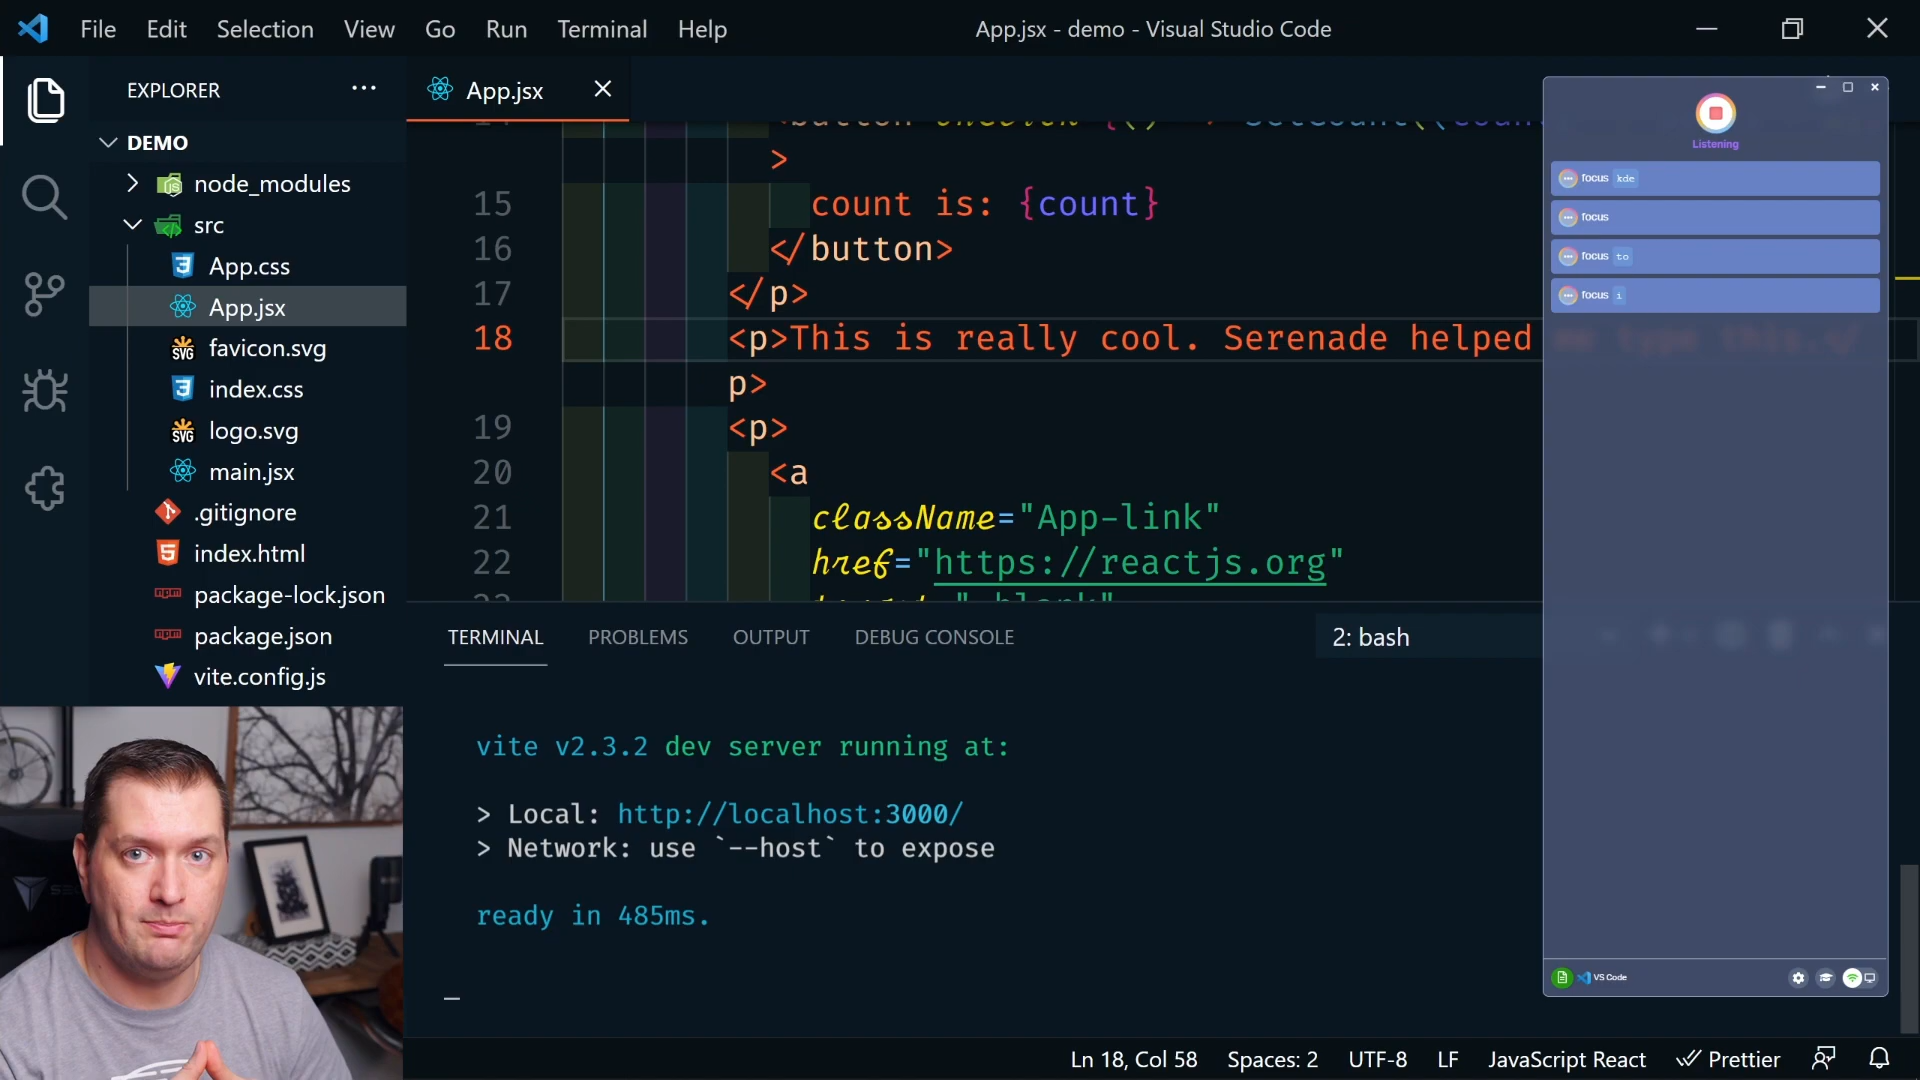 File Edit Selection View Go Run Terminal Help
App.jsx - demo - Visual Studio Code
EXPLORER
App.jsx
DEMO
node_modules
src
App.css
App.jsx
favicon.svg
index.css
logo.svg
main.jsx
.gitignore
index.html
package-lock.json
package.json
vite.config.js
>
15 count is: {count}
16 </button>
17 </p>
18 <p>This is really cool. Serenade helped me type this.</
p>
19 <p>
20 <a
21 className="App-link"
22 href="https://reactjs.org"
Listening
focus kde
focus
focus to
focus i
VS Code
TERMINAL PROBLEMS OUTPUT DEBUG CONSOLE 2: bash
vite v2.3.2 dev server running at:
> Local: http://localhost:3000/
> Network: use `--host` to expose
ready in 485ms.
Ln 18, Col 58 Spaces: 2 UTF-8 LF JavaScript React Prettier